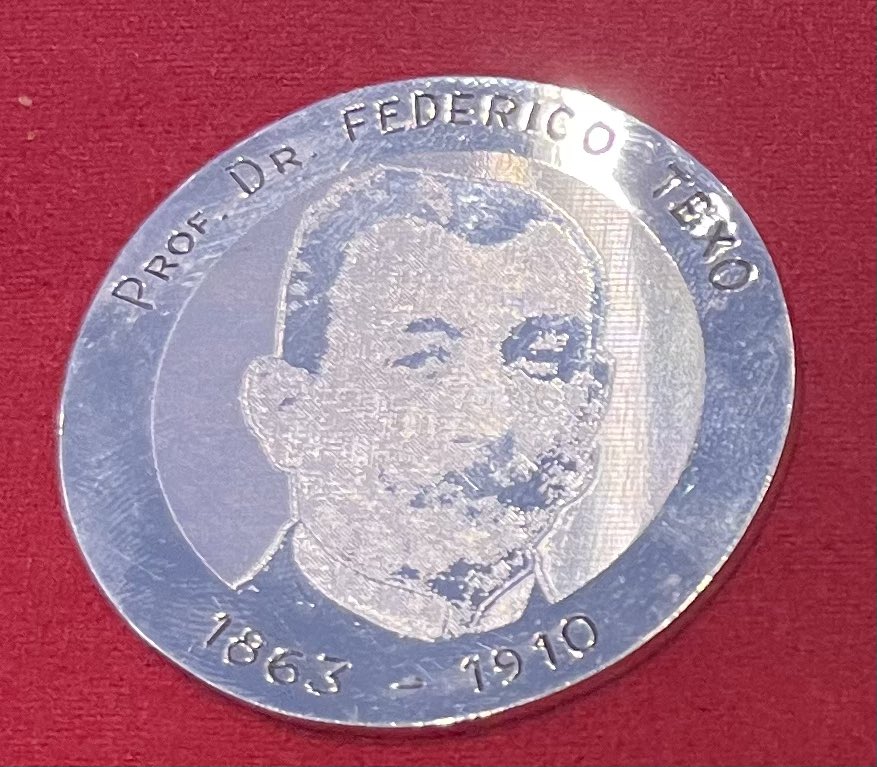 PROF. DR. FEDERICO TEXO
1863 - 1910